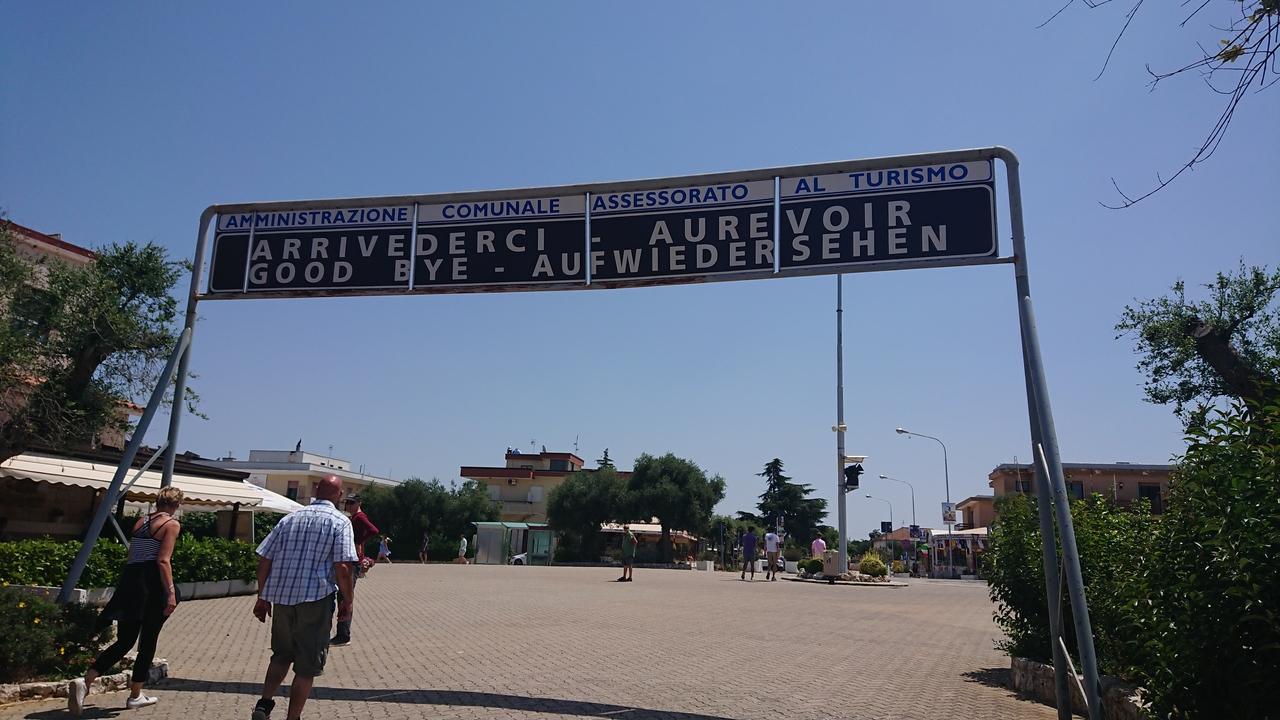 AMMINISTRAZIONE COMUNALE ASSESSORATO AL TURISMO
ARRIVEDERCI - AUREVOIR
GOOD BYE - AUFWIEDERSEHEN